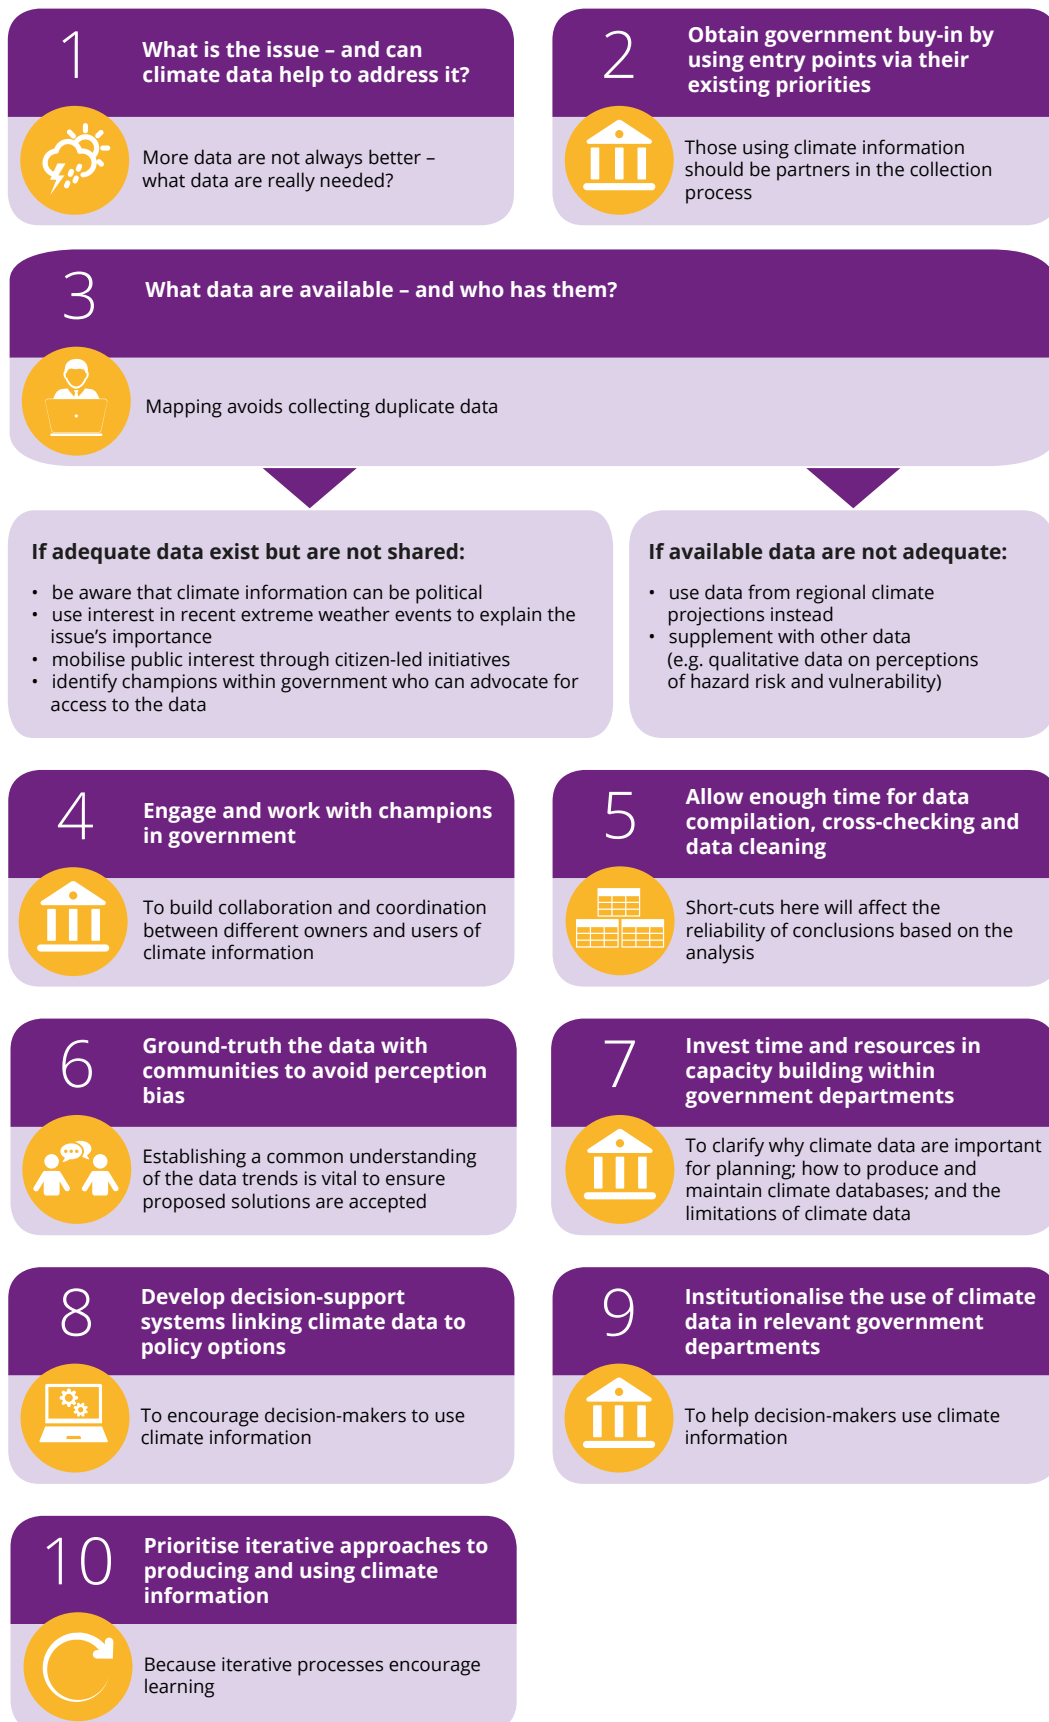 1
What is the issue – and can
climate data help to address it?
More data are not always better –
what data are really needed?
2
Obtain government buy-in by
using entry points via their
existing priorities
Those using climate information
should be partners in the collection
process
3
What data are available – and who has them?
Mapping avoids collecting duplicate data
If adequate data exist but are not shared:
• be aware that climate information can be political
• use interest in recent extreme weather events to explain the
issue's importance
• mobilise public interest through citizen-led initiatives
• identify champions within government who can advocate for
access to the data
If available data are not adequate:
• use data from regional climate
projections instead
• supplement with other data
(e.g. qualitative data on perceptions
of hazard risk and vulnerability)
4
Engage and work with champions
in government
To build collaboration and coordination
between different owners and users of
climate information
5
Allow enough time for data
compilation, cross-checking and
data cleaning
Short-cuts here will affect the
reliability of conclusions based on the
analysis
6
Ground-truth the data with
communities to avoid perception
bias
Establishing a common understanding
of the data trends is vital to ensure
proposed solutions are accepted
7
Invest time and resources in
capacity building within
government departments
To clarify why climate data are important
for planning; how to produce and
maintain climate databases; and the
limitations of climate data
8
Develop decision-support
systems linking climate data to
policy options
To encourage decision-makers to use
climate information
9
Institutionalise the use of climate
data in relevant government
departments
To help decision-makers use climate
information
10
Prioritise iterative approaches to
producing and using climate
information
Because iterative processes encourage
learning